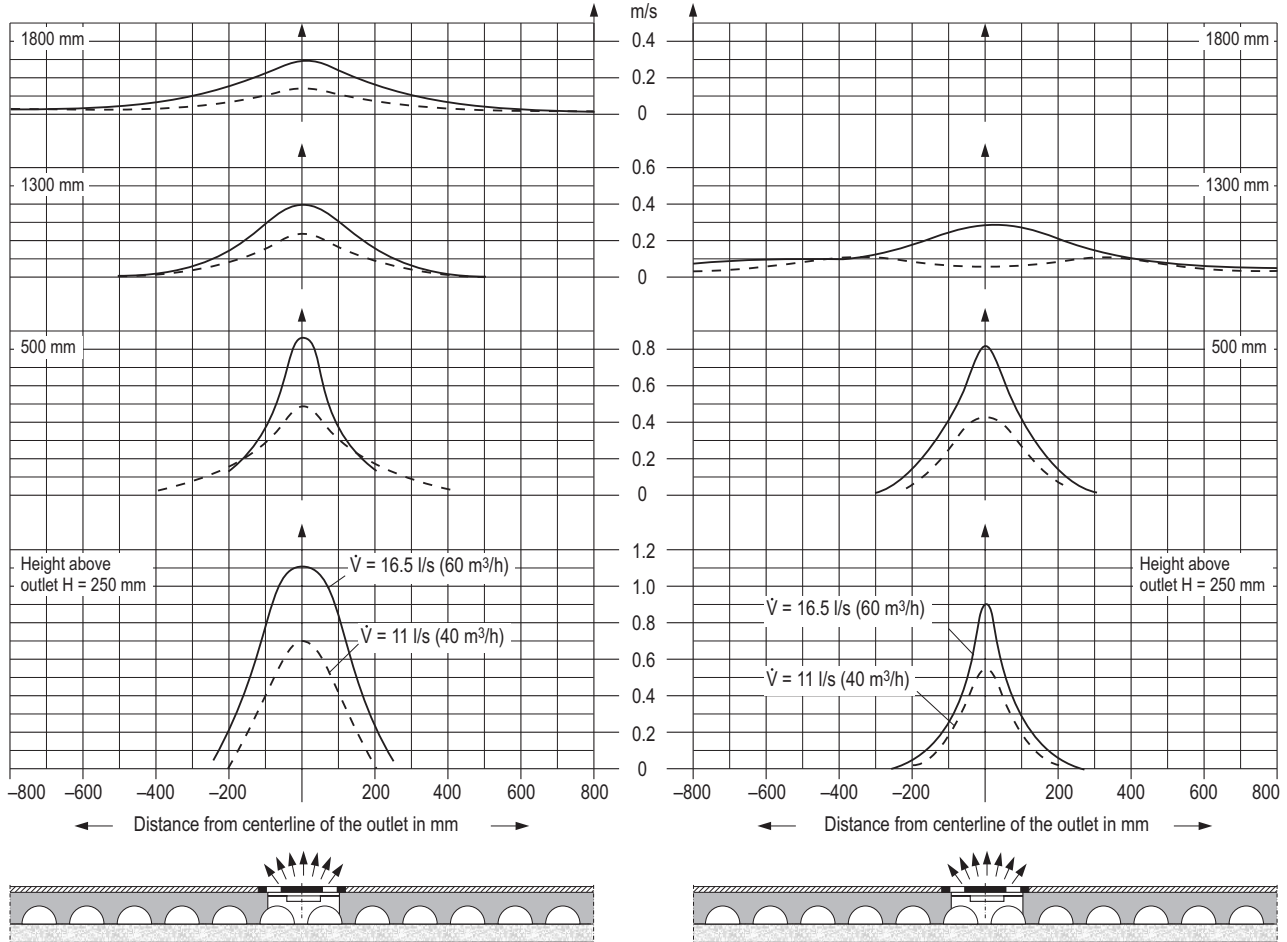 m/s
1800 mm
0.4
0.2
0
1800 mm
1300 mm
0.6
0.4
0.2
0
1300 mm
500 mm
0.8
0.6
0.4
0.2
0
500 mm
Height above
outlet H = 250 mm
V̇ = 16.5 l/s (60 m³/h)
V̇ = 11 l/s (40 m³/h)
1.2
1.0
0.8
0.6
0.4
0.2
0
Height above
outlet H = 250 mm
V̇ = 16.5 l/s (60 m³/h)
V̇ = 11 l/s (40 m³/h)
–800 –600 –400 –200 200 400 600 800
–800 –600 –400 –200 200 400 600 800
Distance from centerline of the outlet in mm
Distance from centerline of the outlet in mm